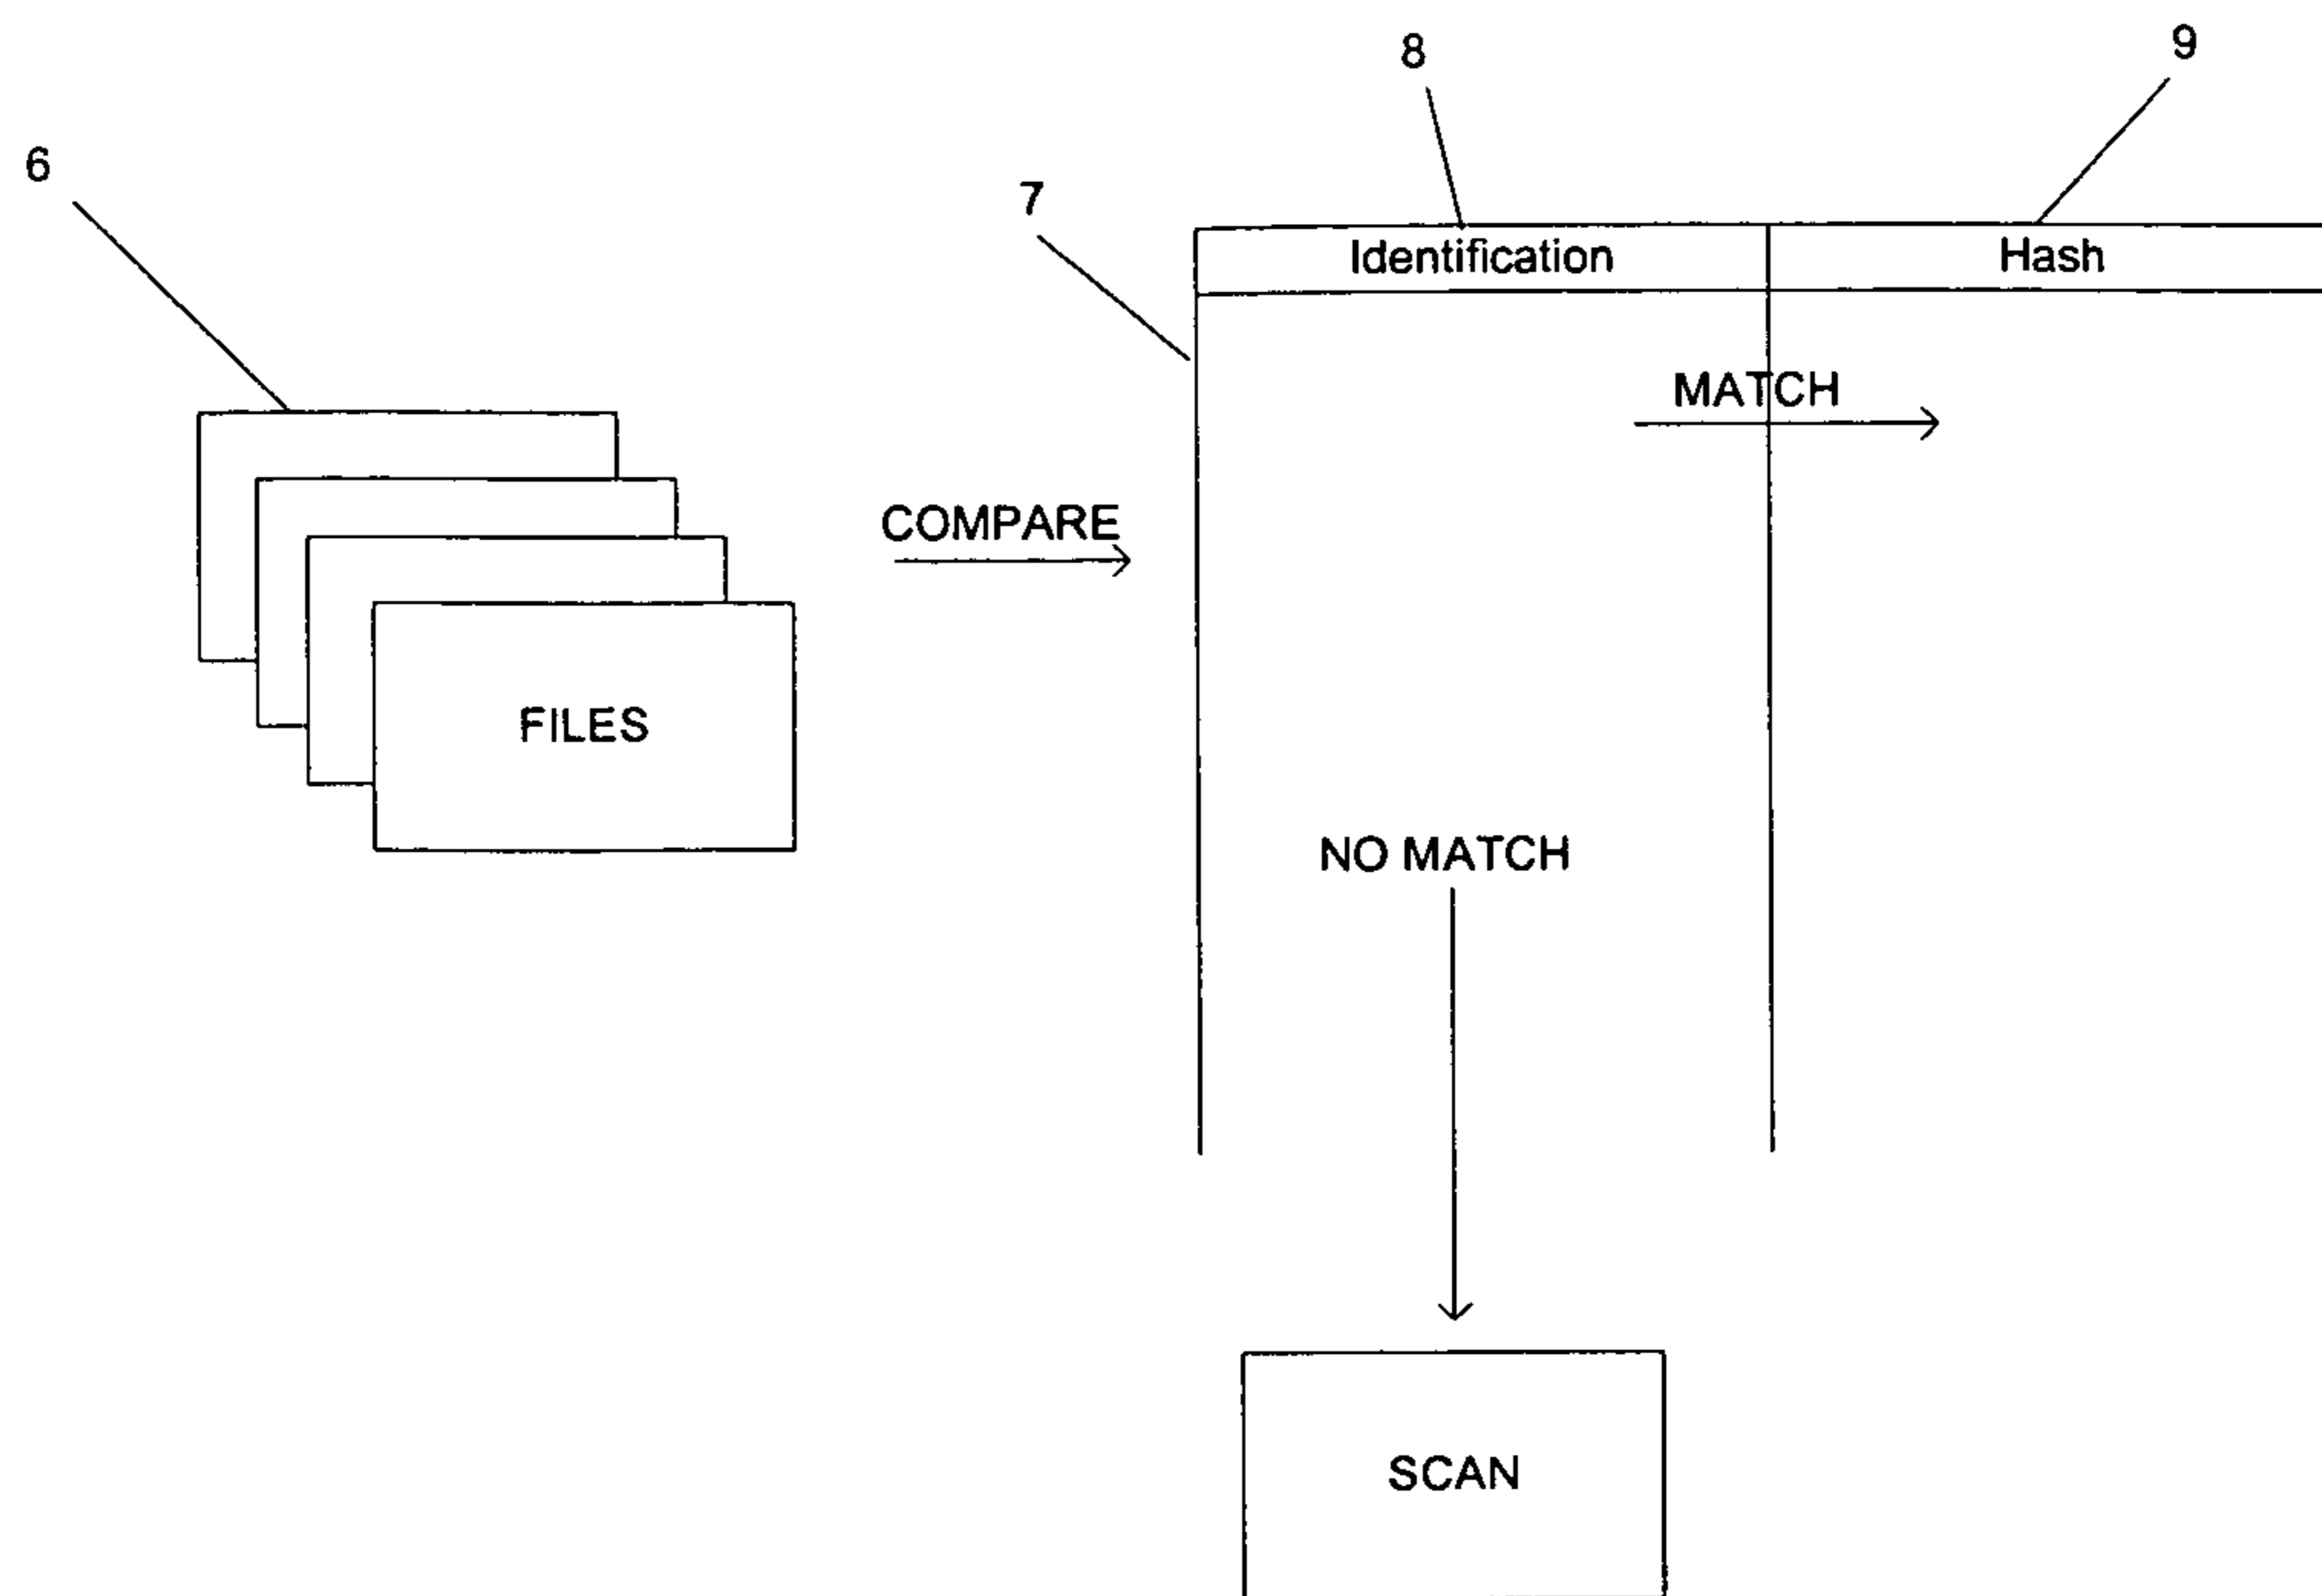 8
9
6
7
Identification
Hash
MATCH
COMPARE
FILES
NO MATCH
SCAN